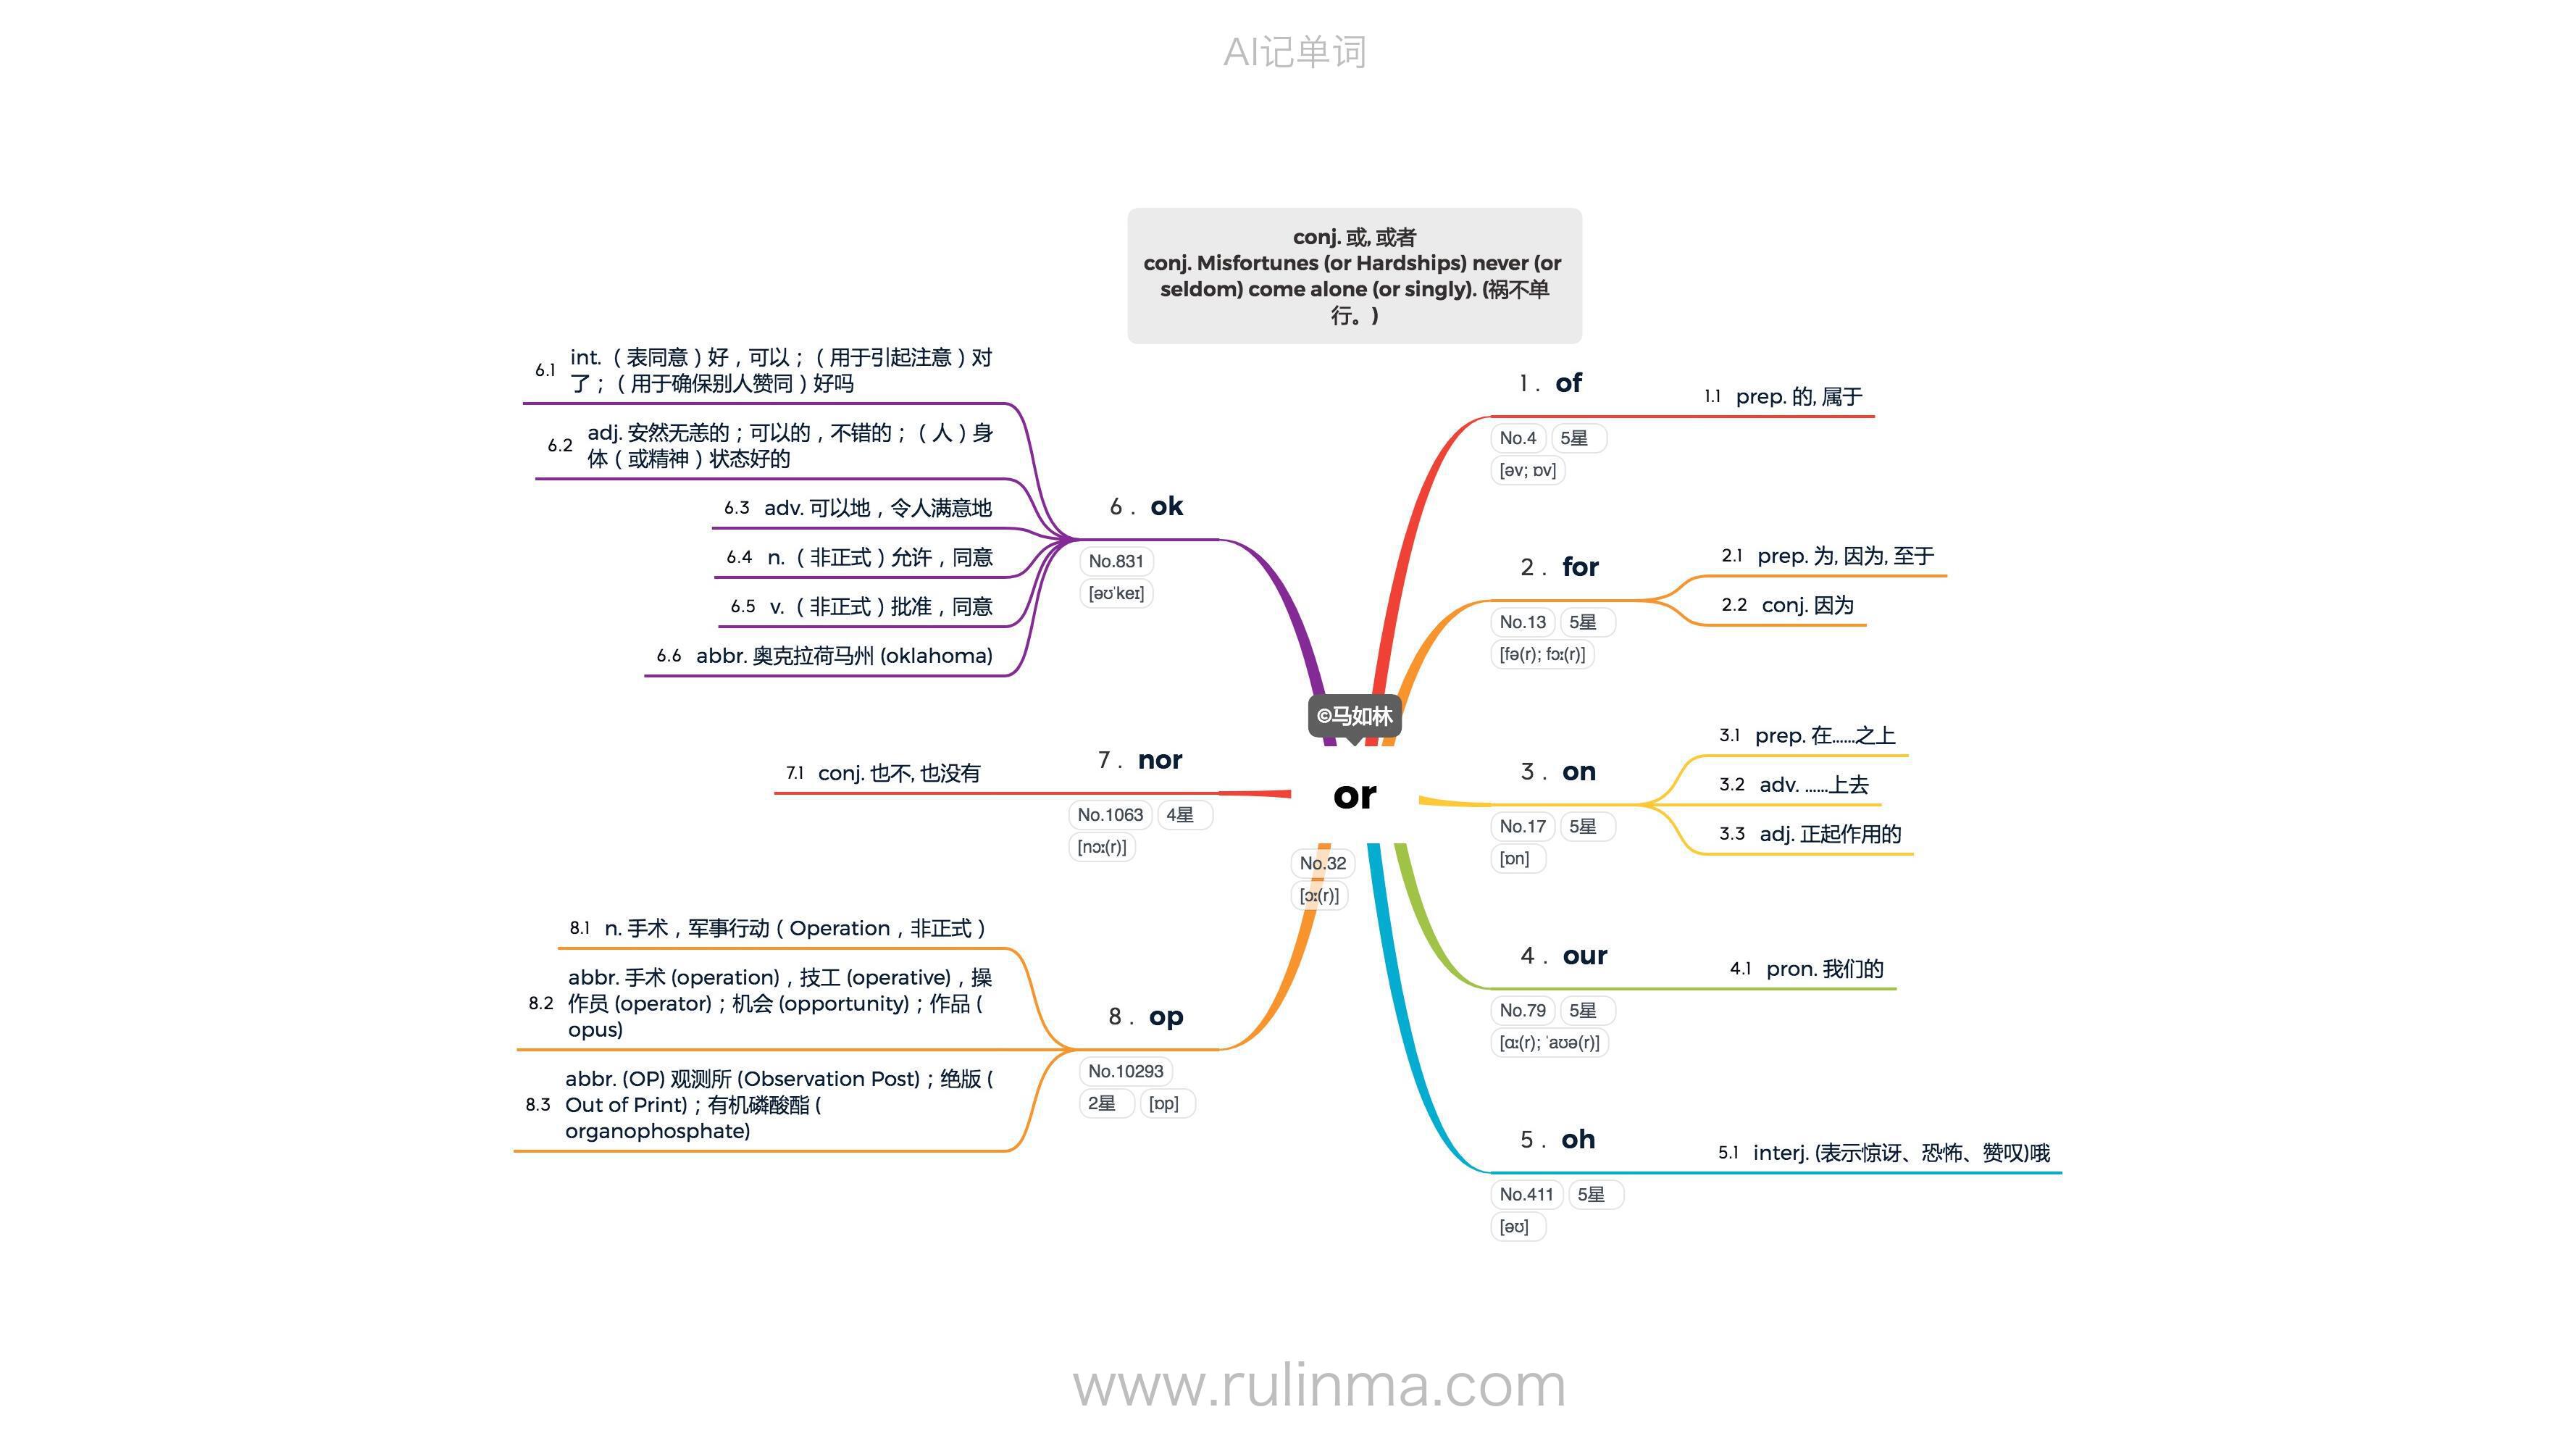 AI记单词
conj. 或, 或者
conj. Misfortunes (or Hardships) never (or
seldom) come alone (or singly). (祸不单
行。)
©马如林
or
No.32
[ɔː(r)]
1 . of
No.4 5星
[əv; ɒv]
1.1 prep. 的, 属于
2 . for
No.13 5星
[fə(r); fɔː(r)]
2.1 prep. 为, 因为, 至于
2.2 conj. 因为
3 . on
No.17 5星
[ɒn]
3.1 prep. 在……之上
3.2 adv. ……上去
3.3 adj. 正起作用的
4 . our
No.79 5星
[ɑː(r); ˈaʊə(r)]
4.1 pron. 我们的
5 . oh
No.411 5星
[əʊ]
5.1 interj. (表示惊讶、恐怖、赞叹)哦
6 . ok
No.831
[əʊˈkeɪ]
6.1 int.（表同意）好，可以；（用于引起注意）对
了；（用于确保别人赞同）好吗
6.2 adj. 安然无恙的；可以的，不错的；（人）身
体（或精神）状态好的
6.3 adv. 可以地，令人满意地
6.4 n.（非正式）允许，同意
6.5 v.（非正式）批准，同意
6.6 abbr. 奥克拉荷马州 (oklahoma)
7 . nor
No.1063 4星
[nɔː(r)]
7.1 conj. 也不, 也没有
8 . op
No.10293
2星 [ɒp]
8.1 n. 手术，军事行动（Operation，非正式）
8.2 abbr. 手术 (operation)，技工 (operative)，操
作员 (operator)；机会 (opportunity)；作品 (
opus)
8.3 abbr. (OP) 观测所 (Observation Post)；绝版 (
Out of Print)；有机磷酸酯 (
organophosphate)
www.rulinma.com